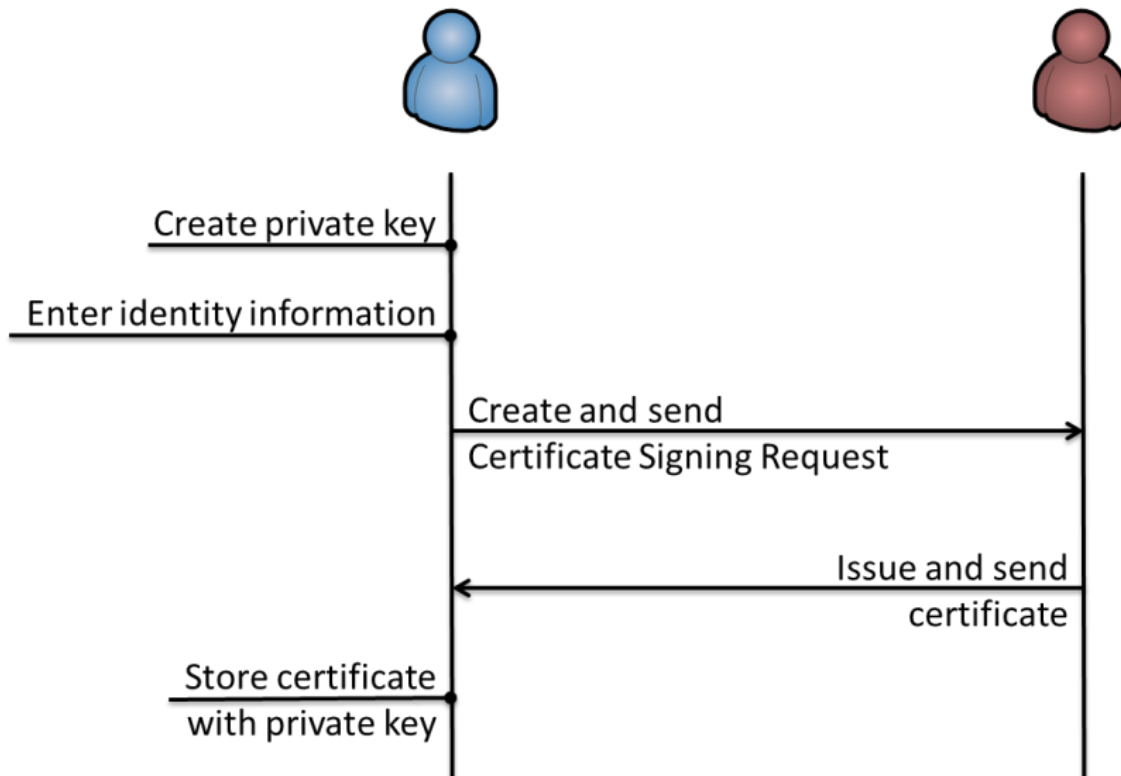 Create private key
Enter identity information
Create and send
Certificate Signing Request
Issue and send
certificate
Store certificate
with private key